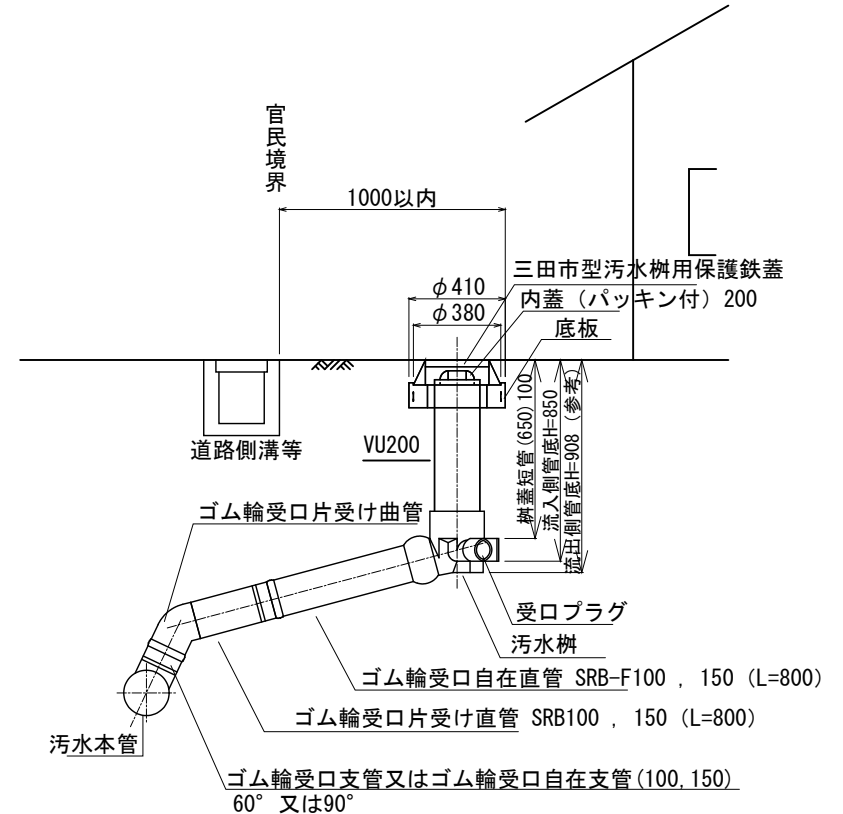 官民境界
1000以内
三田市型汚水桝用保護鉄蓋
φ410
内蓋（パッキン付）200
φ380
底板
道路側溝等
VU200
桝蓋短管(650)100
流入側管底H=850
流出側管底H=908（参考）
ゴム輪受口片受け曲管
受口プラグ
汚水桝
ゴム輪受口自在直管 SRB-F100 , 150（L=800）
ゴム輪受口片受け直管 SRB100 , 150（L=800）
汚水本管
ゴム輪受口支管又はゴム輪受口自在支管(100,150)
60° 又は90°